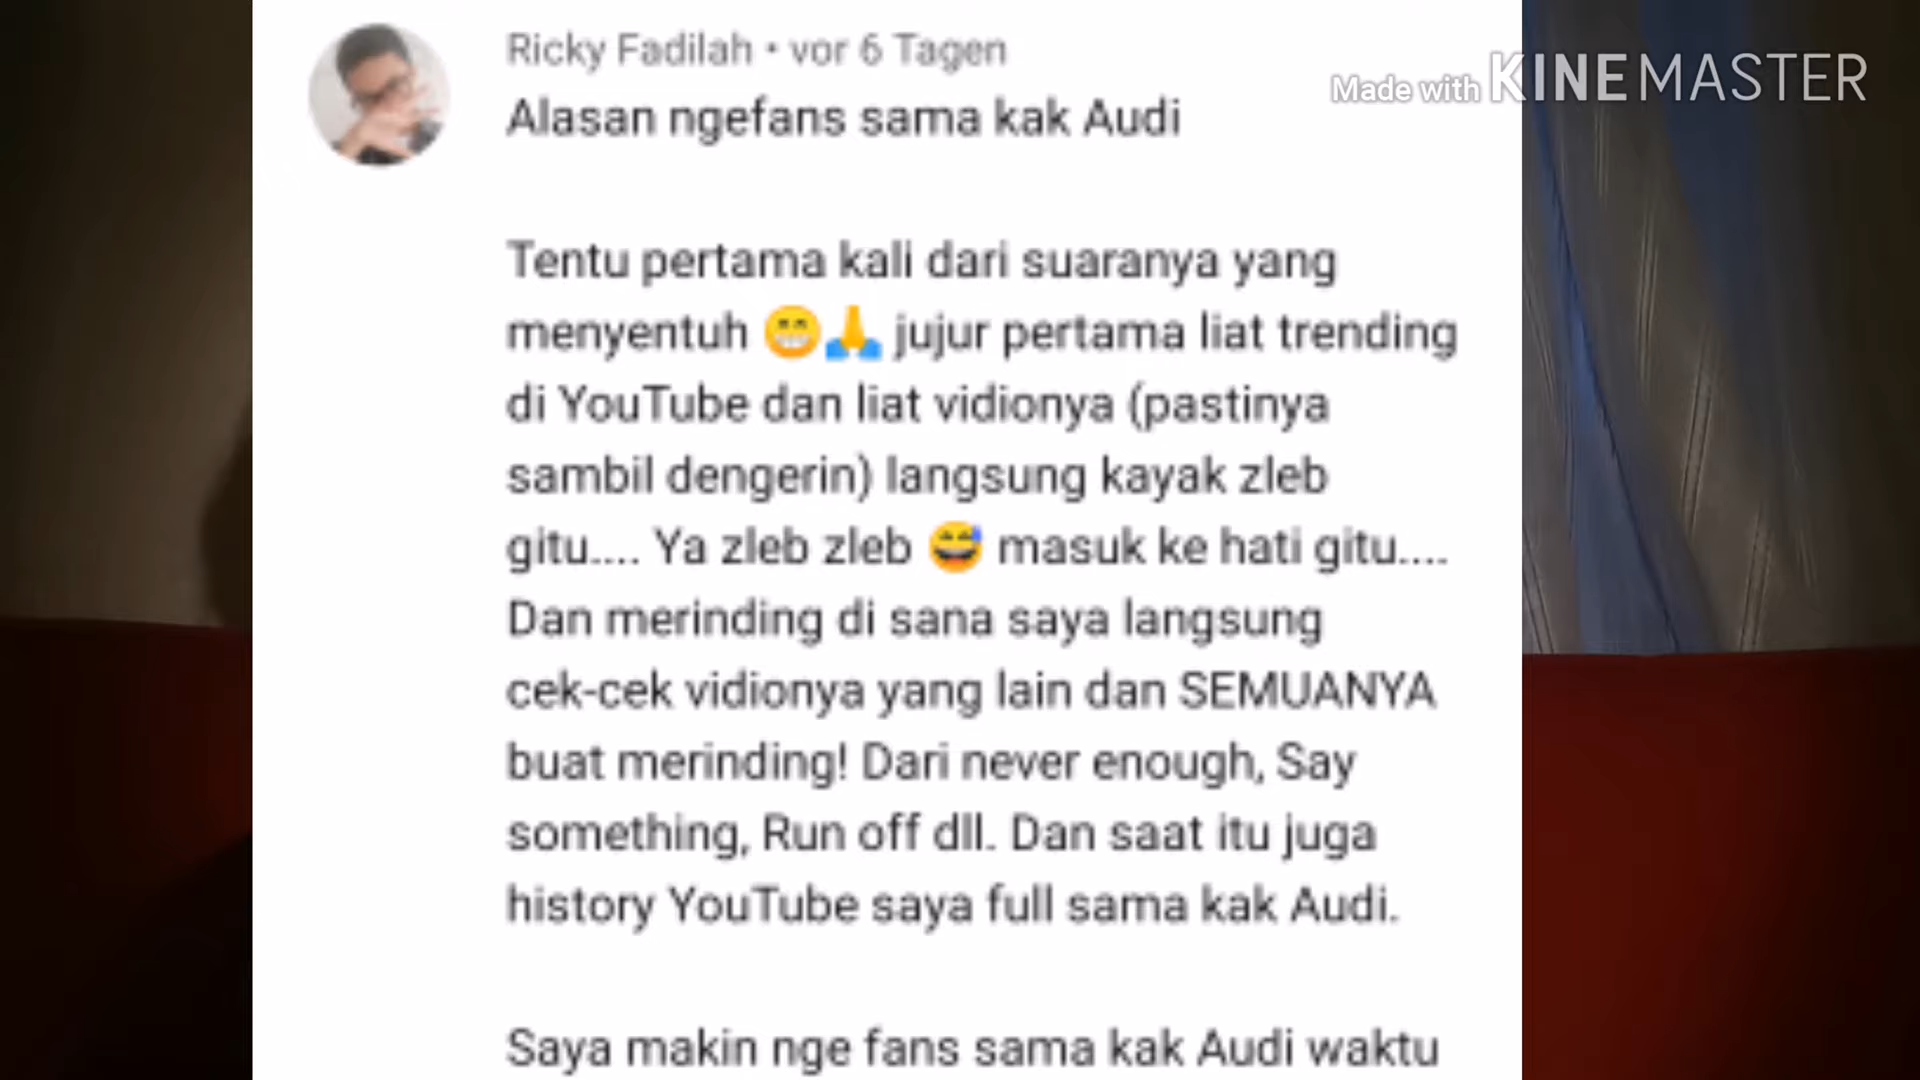 Ricky Fadilah • vor 6 Tagen
Made with KINEMASTER
Alasan ngefans sama kak Audi
Tentu pertama kali dari suaranya yang
menyentuh 😁🙏 jujur pertama liat trending
di YouTube dan liat vidionya (pastinya
sambil dengerin) langsung kayak zleb
gitu.... Ya zleb zleb 😅 masuk ke hati gitu....
Dan merinding di sana saya langsung
cek-cek vidionya yang lain dan SEMUANYA
buat merinding! Dari never enough, Say
something, Run off dll. Dan saat itu juga
history YouTube saya full sama kak Audi.
Saya makin nge fans sama kak Audi waktu